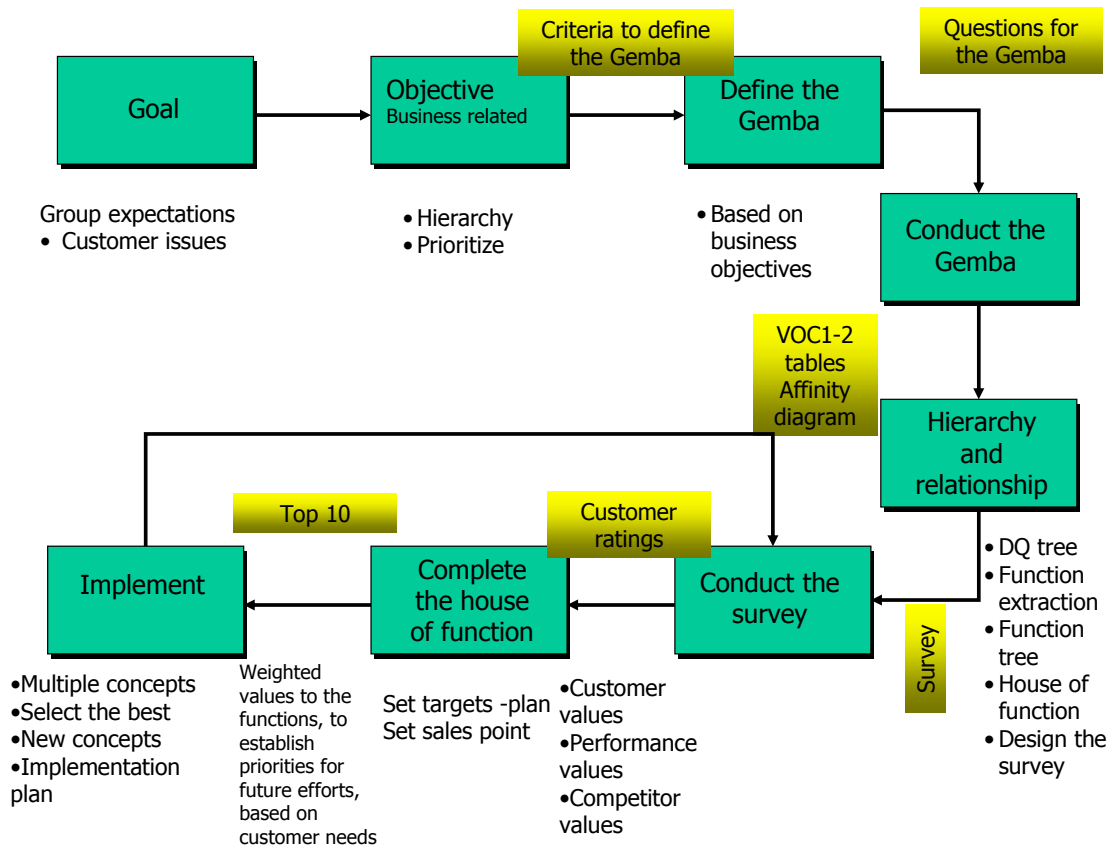 Criteria to define
the Gemba
Questions for
the Gemba
Goal
Objective
Business related
Define the
Gemba
Group expectations
• Customer issues
• Hierarchy
• Prioritize
• Based on
business
objectives
Conduct the
Gemba
VOC1-2
tables
Affinity
diagram
Hierarchy
and
relationship
Top 10
Customer
ratings
Implement
Complete
the house
of function
Conduct the
survey
Survey
• DQ tree
• Function
extraction
• Function
tree
• House of
function
• Design the
survey
•Multiple concepts
•Select the best
•New concepts
•Implementation
plan
Weighted
values to the
functions, to
establish
priorities for
future efforts,
based on
customer needs
Set targets -plan
Set sales point
•Customer
values
•Performance
values
•Competitor
values